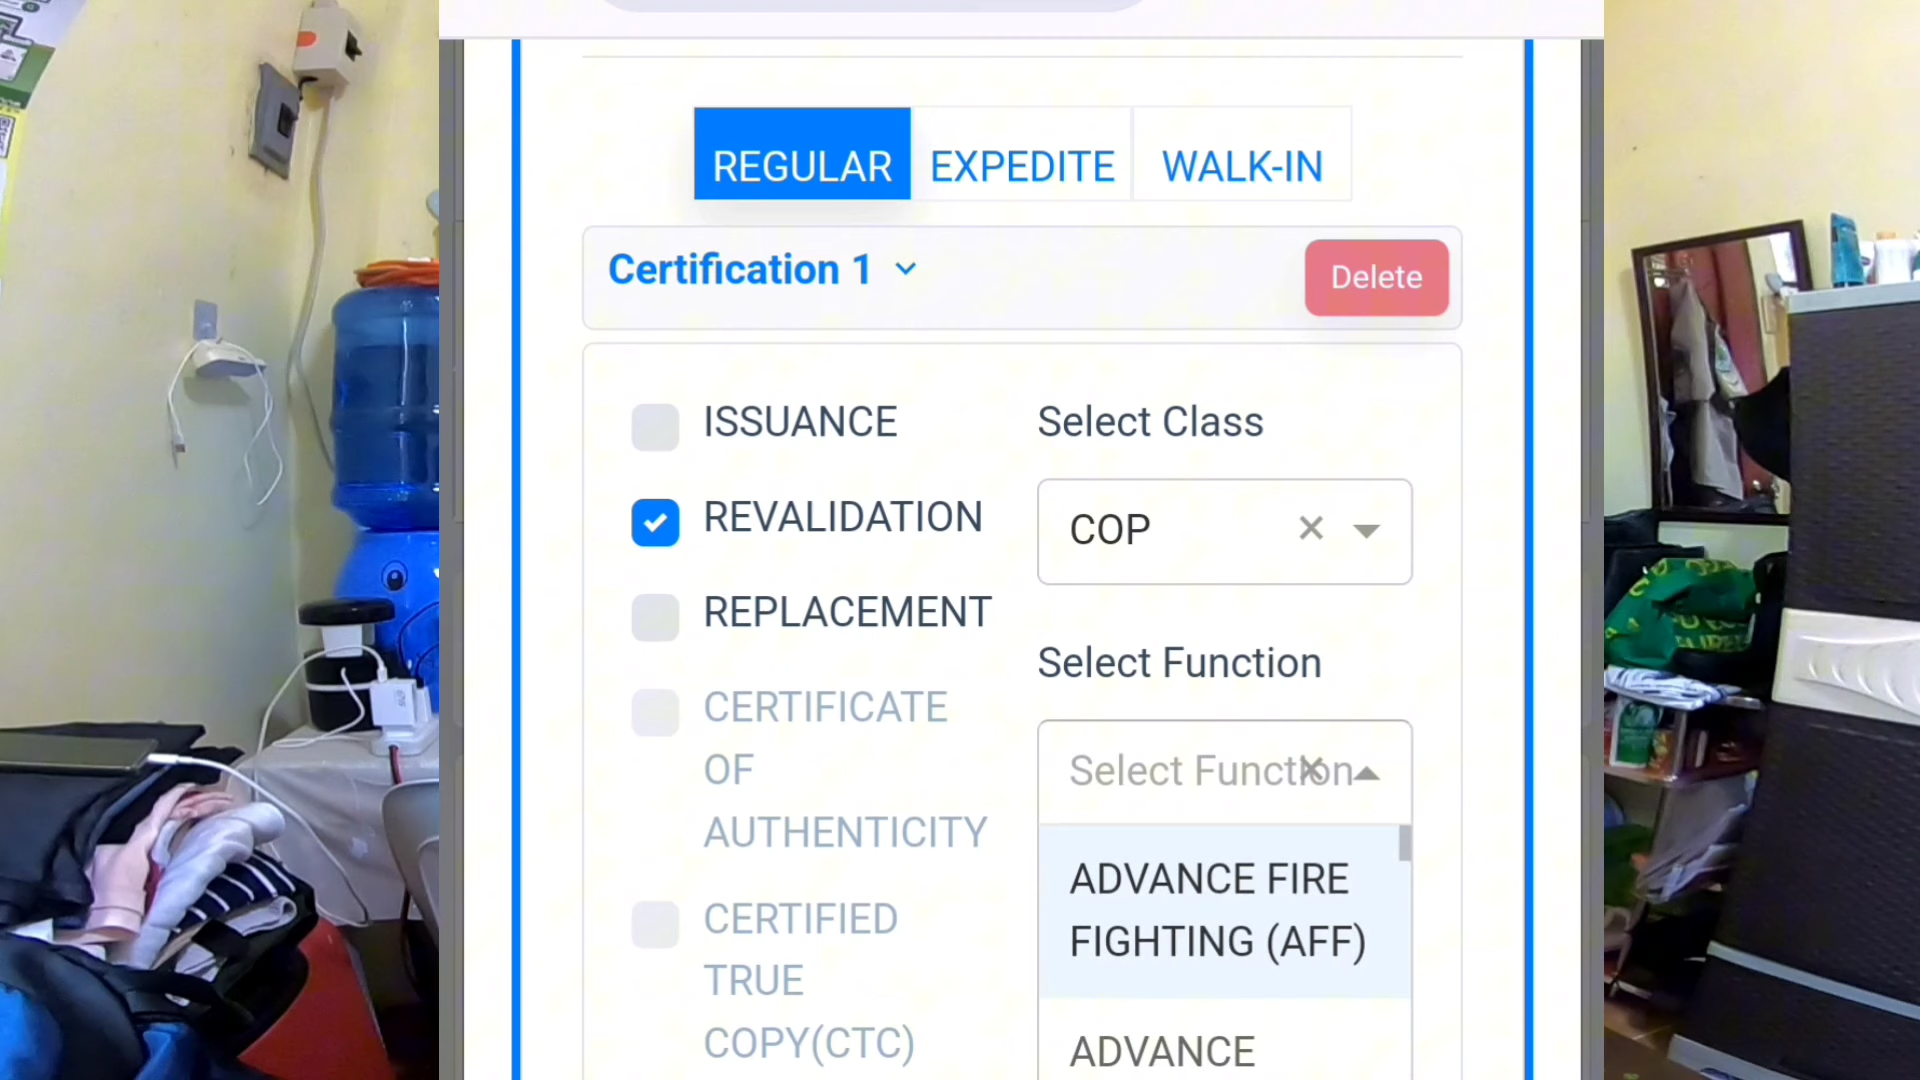 REGULAR EXPEDITE WALK-IN
Certification 1
Delete
ISSUANCE
REVALIDATION
REPLACEMENT
CERTIFICATE
OF
AUTHENTICITY
CERTIFIED
TRUE
COPY(CTC)
Select Class
COP
Select Function
Select Function
ADVANCE FIRE
FIGHTING (AFF)
ADVANCE